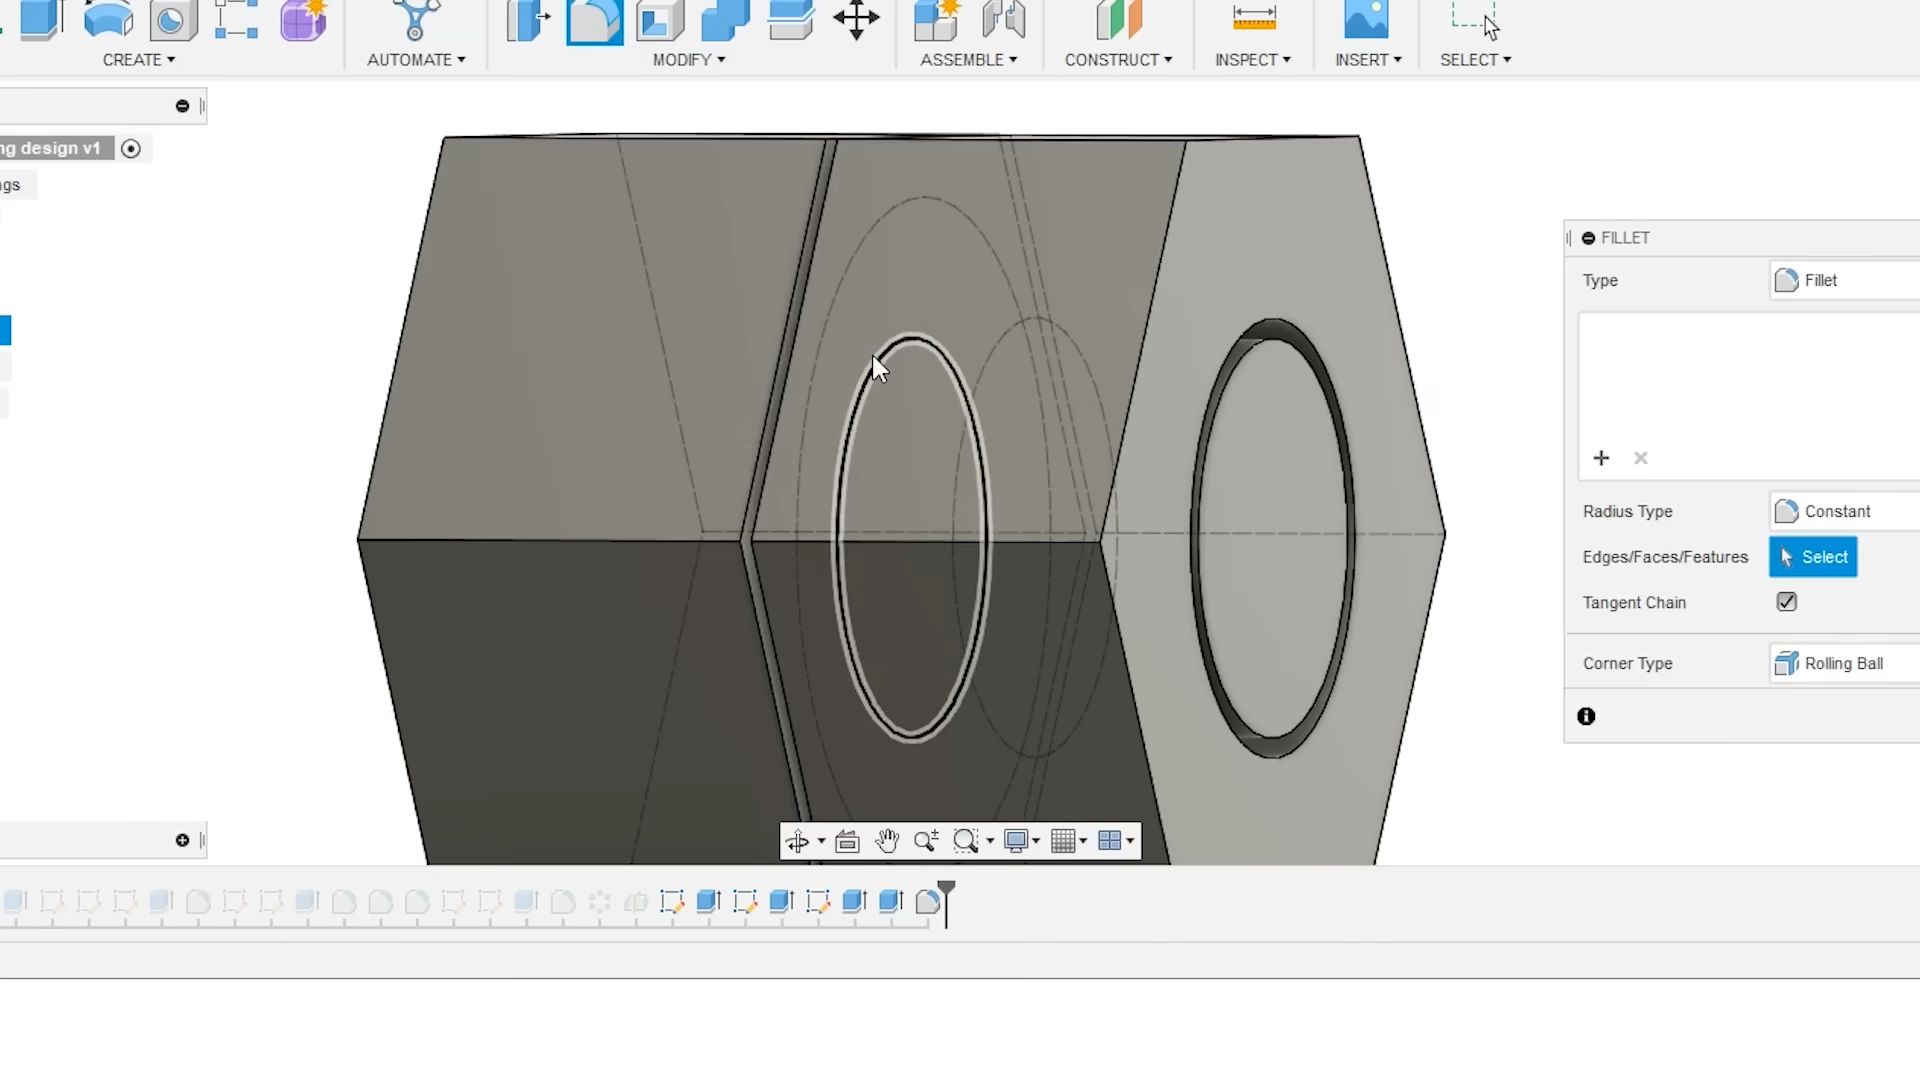 CREATE AUTOMATE MODIFY ASSEMBLE CONSTRUCT INSPECT INSERT SELECT
ng design v1
gs
FILLET
Type Fillet
Radius Type Constant
Edges/Faces/Features Select
Tangent Chain
Corner Type Rolling Ball